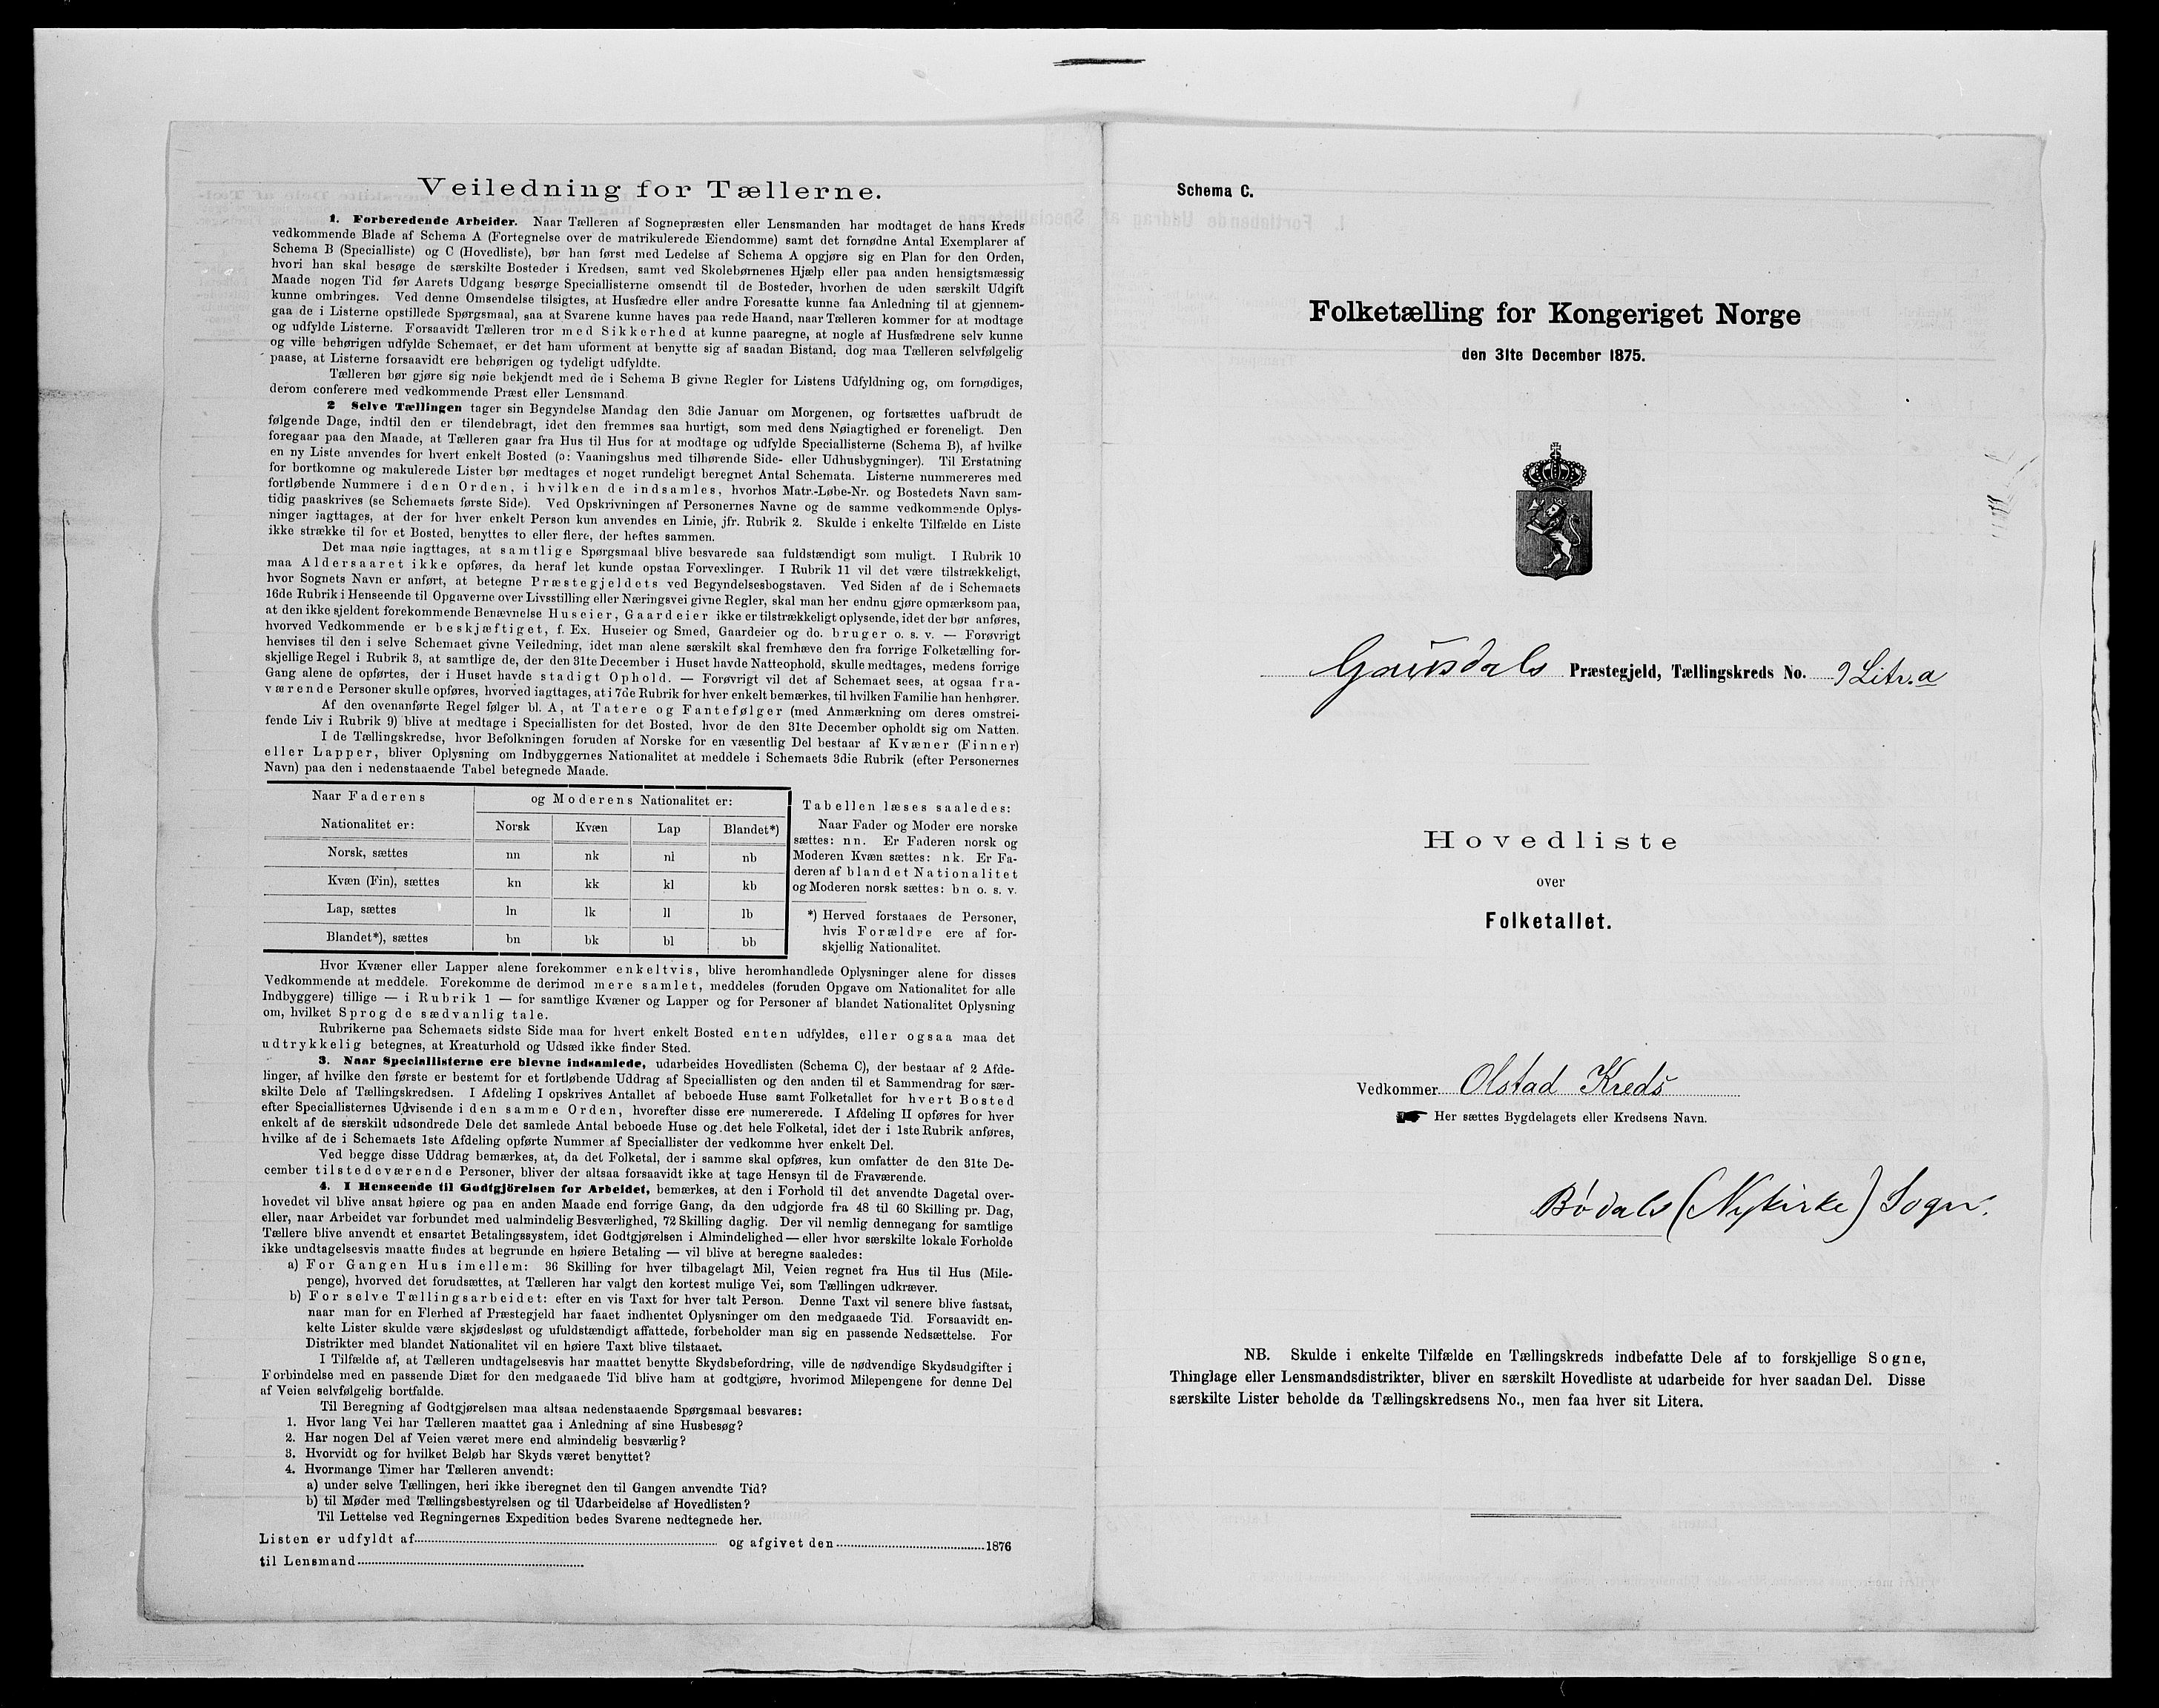 Veiledning for Tællerne.
1. Forberedende Arbeider. Naar Tælleren af Sognepræsten eller Lensmanden har modtaget de hans Kreds
vedkommende Blade af Schema A (Fortegnelse over de matrikulerede Eiendomme) samt det fornødne Antal Exemplarer af
Schema B (Specialliste) og C (Hovedliste), bør han først med Ledelse af Schema A opgjøre sig en Plan for den Orden,
hvori han skal besøge de særskilte Bosteder i Kredsen, samt ved Skolebørnenes Hjælp eller paa anden hensigtsmæssig
Maade nogen Tid før Aarets Udgang besørge Speciallisterne omsendt til de Bosteder, hvorhen de uden særskilt Udgift
kunne ombringes. Ved denne Omsendelse tilsigtes, at Husfædre eller andre Foresatte kunne faa Anledning til at gjennem-
gaa de i Listerne opstillede Spørgsmaal, saa at Svarene kunne haves paa rede Haand, naar Tælleren kommer for at modtage
og udfylde Listerne. Forsaavidt Tælleren tror med Sikkerhed at kunne paaregne, at nogle af Husfædrene selv kunne
og ville behørigen udfylde Schemaet, er det ham uforment at benytte sig af saadan Bistand, dog maa Tælleren selvfølgelig
paase, at Listerne forsaavidt ere behørigen og tydeligt udfyldte.
Tælleren bør gjøre sig nøie bekjendt med de i Schema B givne Regler for Listens Udfyldning og, om fornødiges,
derom conferere med vedkommende Præst eller Lensmand.
2 Selve Tællingen tager sin Begyndelse Mandag den 3die Januar om Morgenen, og fortsættes uafbrudt de
følgende Dage, indtil den er tilendebragt, idet den fremmes saa hurtigt, som med dens Nøiagtighed er foreneligt. Den
foregaar paa den Maade, at Tælleren gaar fra Hus til Hus for at modtage og udfylde Speciallisterne (Schema B), af hvilke
en ny Liste anvendes for hvert enkelt Bosted (ɔ: Vaaningshus med tilhørende Side- eller Udhusbygninger). Til Erstatning
for bortkomne og makulerede Lister bør medtages et noget rundeligt beregnet Antal Schemata. Listerne nummereres med
fortløbende Nummere i den Orden, i hvilken de indsamles, hvorhos Matr.-Løbe-Nr. og Bostedets Navn sam-
tidig paaskrives (se Schemaets første Side). Ved Opskrivningen af Personernes Navne og de samme vedkommende Oplys-
ninger iagttages, at der for hver enkelt Person kun anvendes en Linie, jfr. Rubrik 2. Skulde i enkelte Tilfælde en Liste
ikke strække til for et Bosted, benyttes to eller flere, der heftes sammen.
Det maa nøie iagttages, at samtlige Spørgsmaal blive besvarede saa fuldstændigt som muligt. I Rubrik 10
maa Aldersaaret ikke opføres, da heraf let kunde opstaa Forvexlinger. I Rubrik 11 vil det være tilstrækkeligt,
hvor Sognets Navn er anført, at betegne Præstegjeldets ved Begyndelsesbogstaven. Ved Siden af de i Schemaets
16de Rubrik i Henseende til Opgaverne over Livsstilling eller Næringsvei givne Regler, skal man her endnu gjøre opmærksom paa,
at den ikke sjeldent forekommende Benævnelse Huseier, Gaardeier ikke er tilstrækkeligt oplysende, idet der bør anføres,
hvorved Vedkommende er beskjæftiget, f. Ex. Huseier og Smed, Gaardeier og do. bruger o. s. v. — Forøvrigt
henvises til den i selve Schemaet givne Veiledning, idet man alene særskilt skal fremhæve den fra forrige Folketælling for-
skjellige Regel i Rubrik 3, at samtlige de, der den 31te December i Huset havde Natteophold, skulle medtages, medens forrige
Gang alene de opførtes, der i Huset havde stadigt Ophold. — Forøvrigt vil det af Schemaet sees, at ogsaa fra-
værende Personer skulle opføres, hvorved iagttages, at i 7de Rubrik for hver enkelt bemærkes, til hvilken Familie han henhører.
Af den ovenanførte Regel følger bl. A, at Tatere og Fantefølger (med Anmærkning om deres omstrei-
fende Liv i Rubrik 9) blive at medtage i Speciallisten for det Bosted, hvor de den 31te December opholdt sig om Natten.
I de Tællingskredse, hvor Befolkningen foruden af Norske for en væsentlig Del bestaar af Kvæner (Finner)
eller Lapper, bliver Oplysning om Indbyggernes Nationalitet at meddele i Schemaets 3die Rubrik (efter Personernes
Navn) paa den i nedenstaaende Tabel betegnede Maade.
Naar Faderens og Moderens Nationalitet er:
Nationalitet er: Norsk Kvæn Lap Blandet*)
Norsk, sættes nn nk nl nb
Kvæn (Fin), sættes kn kk kl kb
Lap, sættes ln lk ll lb
Blandet*), sættes bn bk bl bb
Tabellen læses saaledes:
Naar Fader og Moder ere norske
sættes: nn. Er Faderen norsk og
Moderen Kvæn sættes: nk. Er Fa-
deren af blandet Nationalitet
og Moderen norsk sættes: bn o. s. v.
*) Herved forstaaes de Personer,
hvis Forældre ere af for-
skjellig Nationalitet.
Hvor Kvæner eller Lapper alene forekommer enkeltvis, blive heromhandlede Oplysninger alene for disses
Vedkommende at meddele. Forekomme de derimod mere samlet, meddeles (foruden Opgave om Nationalitet for alle
Indbyggere) tillige — i Rubrik 1 — for samtlige Kvæner og Lapper og for Personer af blandet Nationalitet Oplysning
om, hvilket Sprog de sædvanlig tale.
Rubrikerne paa Schemaets sidste Side maa for hvert enkelt Bosted enten udfyldes, eller ogsaa maa det
udtrykkelig betegnes, at Kreaturhold og Udsæd ikke finder Sted.
3. Naar Speciallisterne ere blevne indsamlede, udarbeides Hovedlisten (Schema C), der bestaar af 2 Afde-
linger, af hvilke den første er bestemt for et fortløbende Uddrag af Speciallisten og den anden til et Sammendrag for sær-
skilte Dele af Tællingskredsen. I Afdeling I opskrives Antallet af beboede Huse samt Folketallet for hvert Bosted
efter Speciallisternes Udvisende i den samme Orden, hvorefter disse ere numererede. I Afdeling II opføres for hver
enkelt af de særskilt udsondrede Dele det samlede Antal beboede Huse og det hele Folketal, idet der i 1ste Rubrik anføres,
hvilke af de i Schemaets 1ste Afdeling opførte Nummer af Speciallister der vedkomme hver enkelt Del.
Ved begge disse Uddrag bemærkes, at, da det Folketal, der i samme skal opføres, kun omfatter de den 31te De-
cember tilstedeværende Personer, bliver der altsaa forsaavidt ikke at tage Hensyn til de Fraværende.
4. I Henseende til Godtgjörelsen for Arbeidet, bemærkes, at den i Forhold til det anvendte Dagetal over-
hovedet vil blive ansat høiere og paa en anden Maade end forrige Gang, da den udgjorde fra 48 til 60 Skilling pr. Dag,
eller, naar Arbeidet var forbundet med ualmindelig Besværlighed, 72 Skilling daglig. Der vil nemlig dennegang for samtlige
Tællere blive anvendt et ensartet Betalingssystem, idet Godtgjørelsen i Almindelighed — eller hvor særskilte lokale Forholde
ikke undtagelsesvis maatte findes at begrunde en høiere Betaling — vil blive at beregne saaledes:
a) For Gangen Hus imellem: 36 Skilling for hver tilbagelagt Mil, Veien regnet fra Hus til Hus (Mile-
penge), hvorved det forudsættes, at Tælleren har valgt den kortest mulige Vei, som Tællingen udkræver.
b) For selve Tællingsarbeidet: efter en vis Taxt for hver talt Person. Denne Taxt vil senere blive fastsat,
naar man for en Flerhed af Præstegjeld har faaet indhentet Oplysninger om den medgaaede Tid. Forsaavidt en-
kelte Lister skulde være skjødesløst og ufuldstændigt affattede, forbeholder man sig en passende Nedsættelse. For
Distrikter med blandet Nationalitet vil en høiere Taxt blive tilstaaet.
I Tilfælde af, at Tælleren undtagelsesvis har maattet benytte Skydsbefordring, ville de nødvendige Skydsudgifter i
Forbindelse med en passende Diæt for den medgaaede Tid blive ham at godtgjøre, hvorimod Milepengene for denne Del
af Veien selvfølgelig bortfalde.
Til Beregning af Godtgjørelsen maa altsaa nedenstaaende Spørgsmaal besvares:
1. Hvor lang Vei har Tælleren maattet gaa i Anledning af sine Husbesøg?
2. Har nogen Del af Veien været mere end almindelig besværlig?
3. Hvorvidt og for hvilket Beløb har Skyds været benyttet?
4. Hvormange Timer har Tælleren anvendt:
a) under selve Tællingen, heri ikke iberegnet den til Gangen anvendte Tid?
b) til Møder med Tællingsbestyrelsen og til Udarbeidelse af Hovedlisten?
Til Lettelse ved Regningernes Expedition bedes Svarene nedtegnede her.
Listen er udfyldt af og afgivet den 1876
til Lensmand
Schema C.
Folketælling for Kongeriget Norge
den 31te December 1875.
Gausdals Præstegjeld, Tællingskreds No. 9 Litr. a
Hovedliste
over
Folketallet.
Vedkommer Olstad Kreds
Her sættes Bygdelagets eller Kredsens Navn.
Bødals (Nykirke) Sogn.
NB. Skulde i enkelte Tilfælde en Tællingskreds indbefatte Dele af to forskjellige Sogne,
Thinglage eller Lensmandsdistrikter, bliver en særskilt Hovedliste at udarbeide for hver saadan Del. Disse
særskilte Lister beholde da Tællingskredsens No., men faa hver sit Litera.